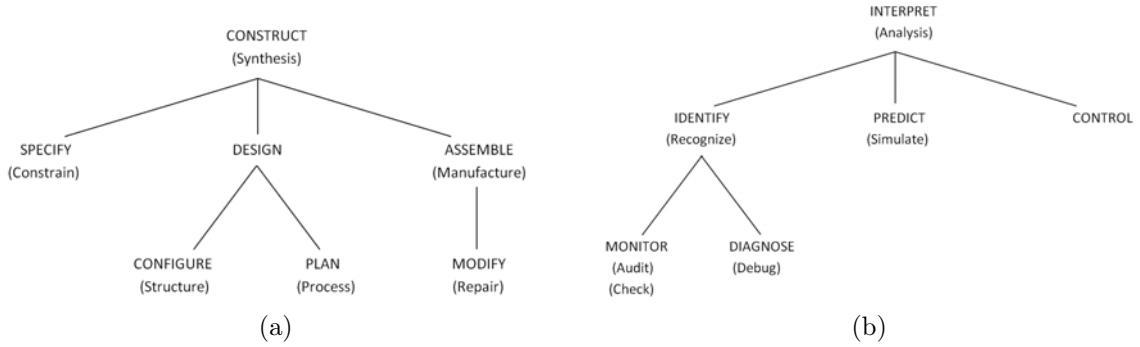 CONSTRUCT
(Synthesis)
SPECIFY
(Constrain)
DESIGN
ASSEMBLE
(Manufacture)
CONFIGURE
(Structure)
PLAN
(Process)
MODIFY
(Repair)
(a)
INTERPRET
(Analysis)
IDENTIFY
(Recognize)
PREDICT
(Simulate)
CONTROL
MONITOR
(Audit)
(Check)
DIAGNOSE
(Debug)
(b)